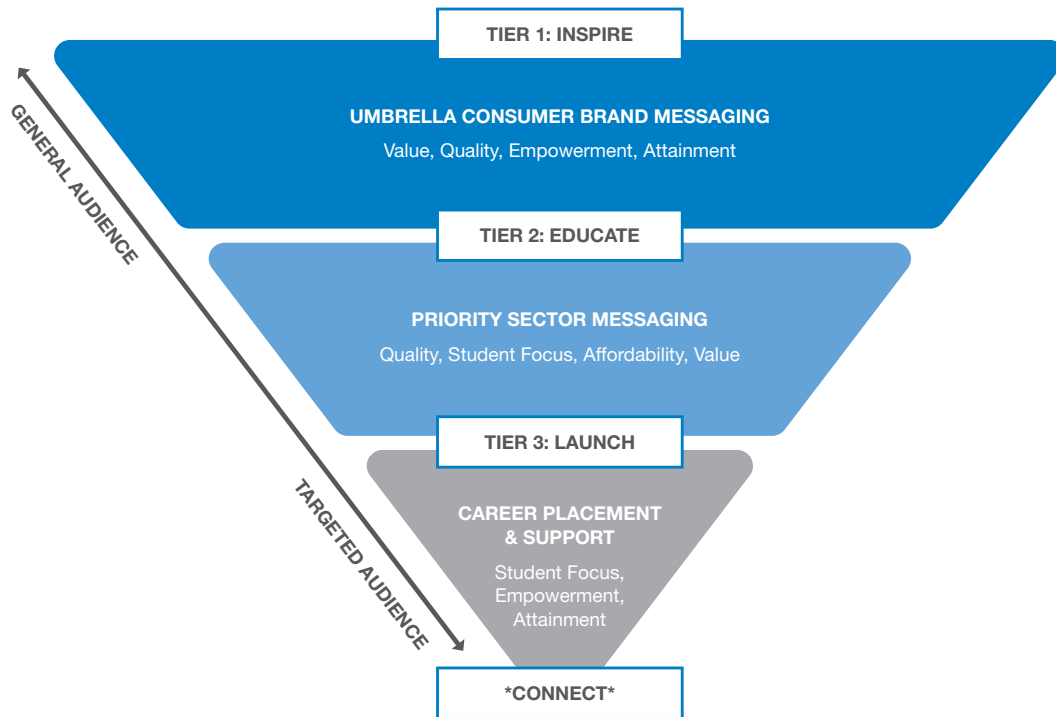 TIER 1: INSPIRE
UMBRELLA CONSUMER BRAND MESSAGING
Value, Quality, Empowerment, Attainment
GENERAL AUDIENCE
TIER 2: EDUCATE
PRIORITY SECTOR MESSAGING
Quality, Student Focus, Affordability, Value
TIER 3: LAUNCH
CAREER PLACEMENT
& SUPPORT
Student Focus,
Empowerment,
Attainment
TARGETED AUDIENCE
*CONNECT*